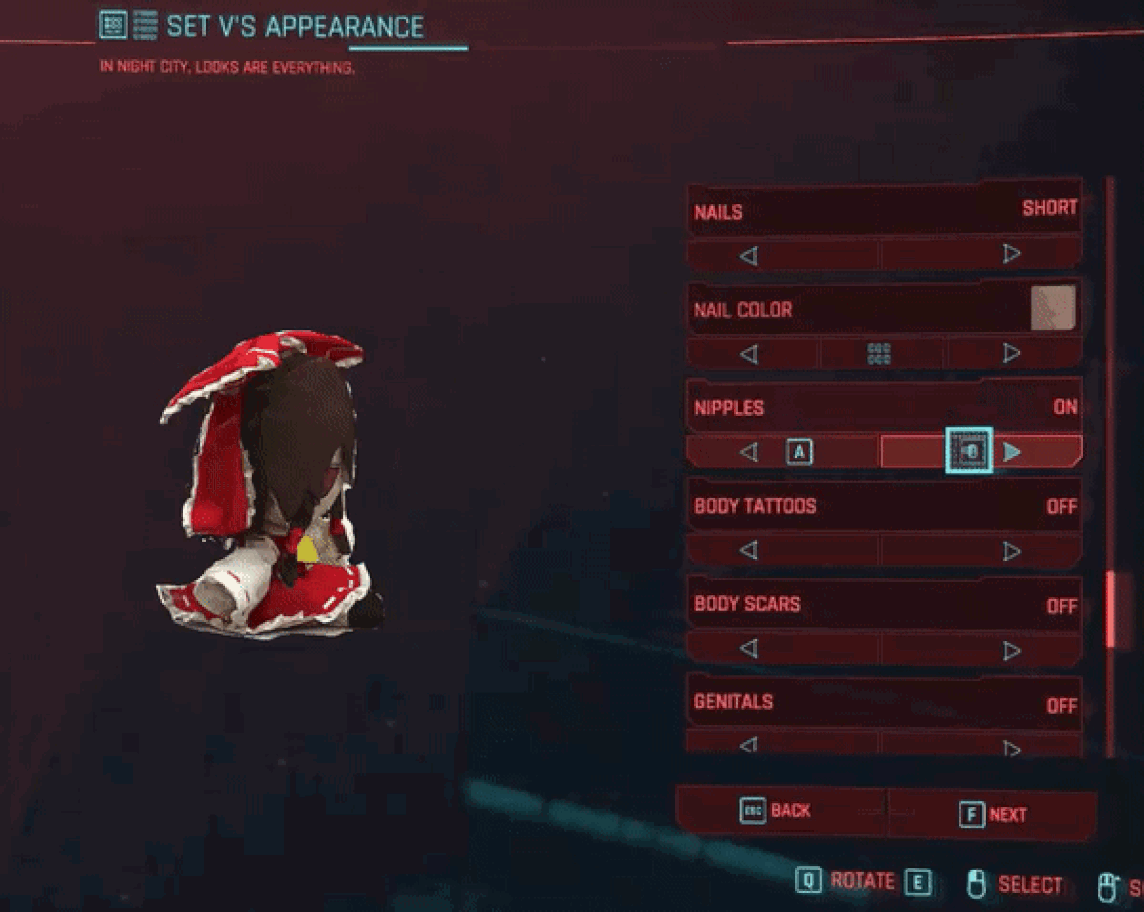 SET V'S APPEARANCE
IN NIGHT CITY, LOOKS ARE EVERYTHING.
NAILS SHORT
NAIL COLOR
NIPPLES ON
A
BODY TATTOOS OFF
BODY SCARS OFF
GENITALS OFF
ESC BACK F NEXT
Q ROTATE E SELECT